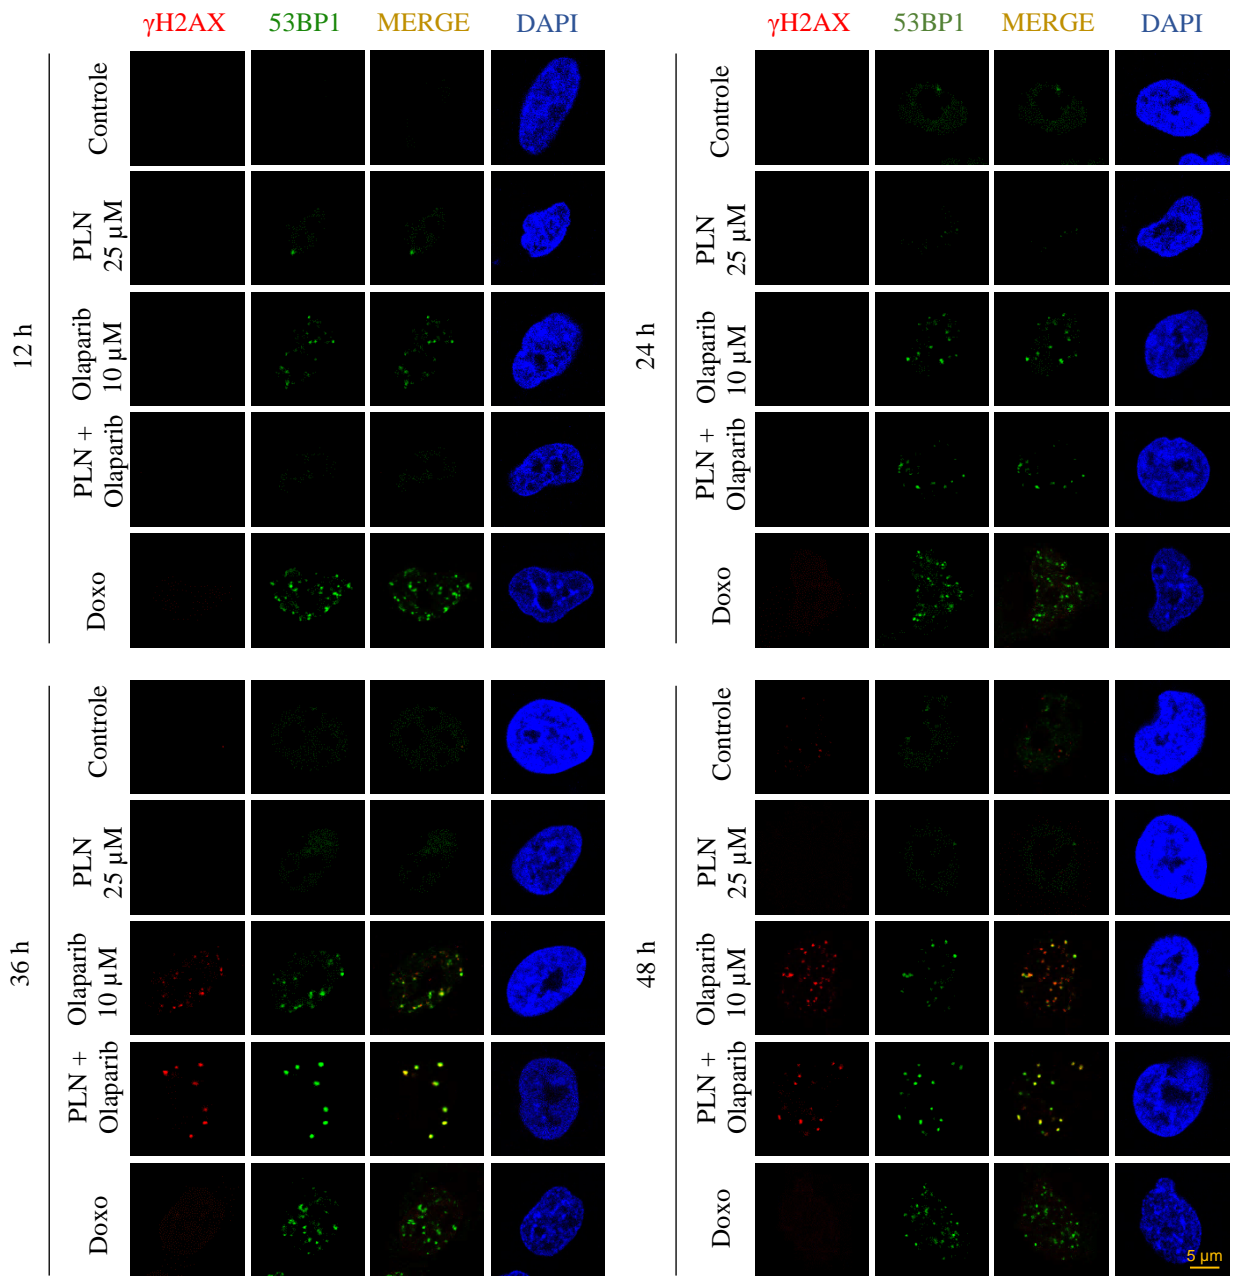 γH2AX 53BP1 MERGE DAPI
12 h
Controle
PLN
25 µM
Olaparib
10 µM
PLN +
Olaparib
Doxo
γH2AX 53BP1 MERGE DAPI
24 h
Controle
PLN
25 µM
Olaparib
10 µM
PLN +
Olaparib
Doxo
36 h
Controle
PLN
25 µM
Olaparib
10 µM
PLN +
Olaparib
Doxo
48 h
Controle
PLN
25 µM
Olaparib
10 µM
PLN +
Olaparib
Doxo
5 µm